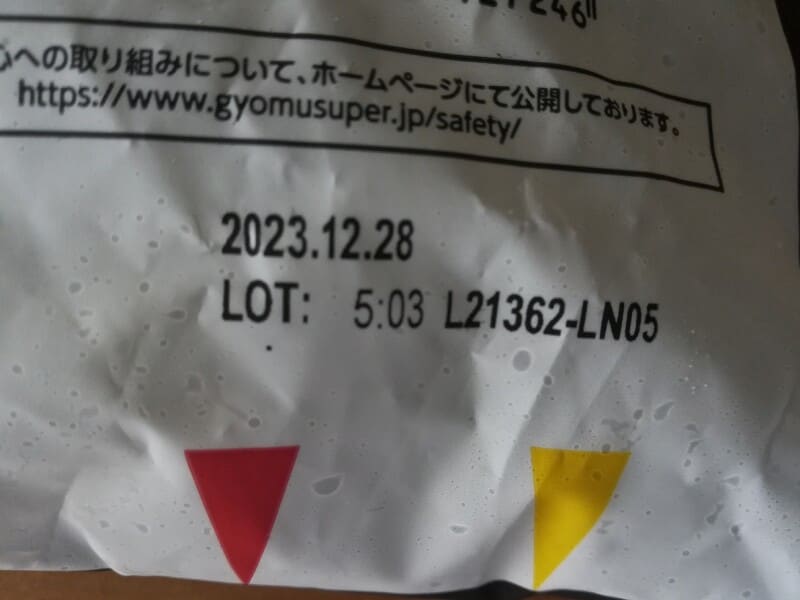 心への取り組みについて、ホームページにて公開しております。
https://www.gyomusuper.jp/safety/
2023.12.28
LOT: 5:03 L21362-LN05